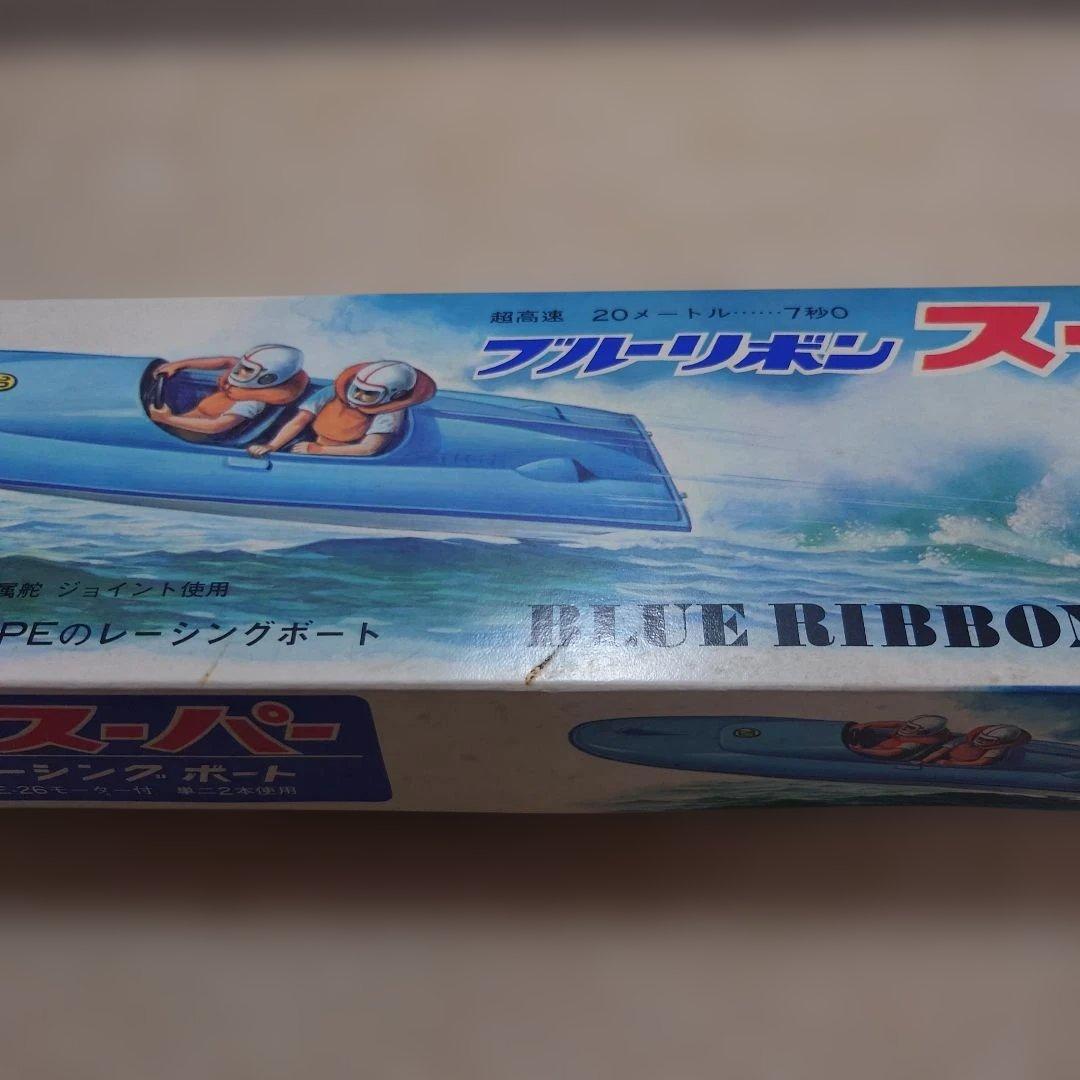 超高速 20メートル……7秒0
ブルーリボン スー
属舵 ジョイント使用
PEのレーシングボート
BLUE RIBBON
スーパー
ーシングボート
E-26モーター付 単二2本使用